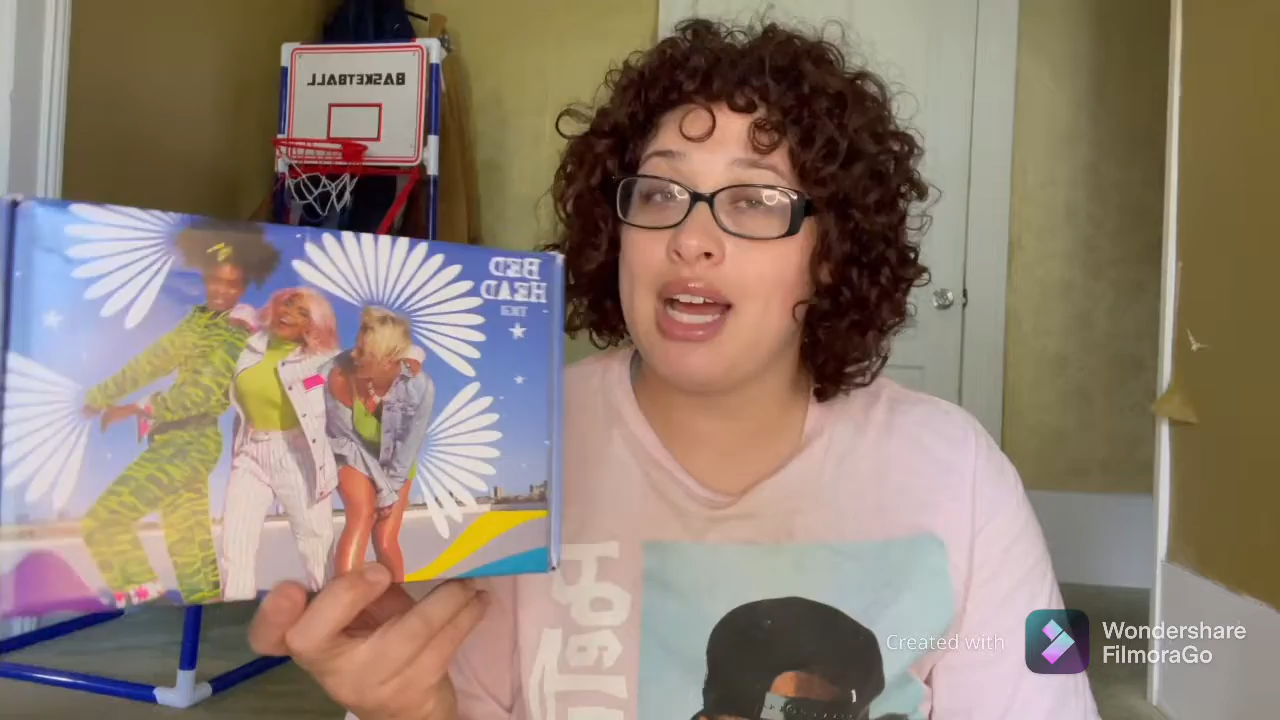 BASKETBALL
BED
HEAD
TIGI
Created with
Wondershare
FilmoraGo